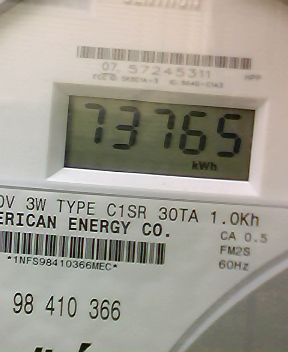 07. 57245311
HPP
73765
kWh
0V 3W TYPE C1SR 30TA 1.0Kh
ERICAN ENERGY CO.
CA 0.5
FM2S
*1NFS98410366MEC*
60Hz
98 410 366